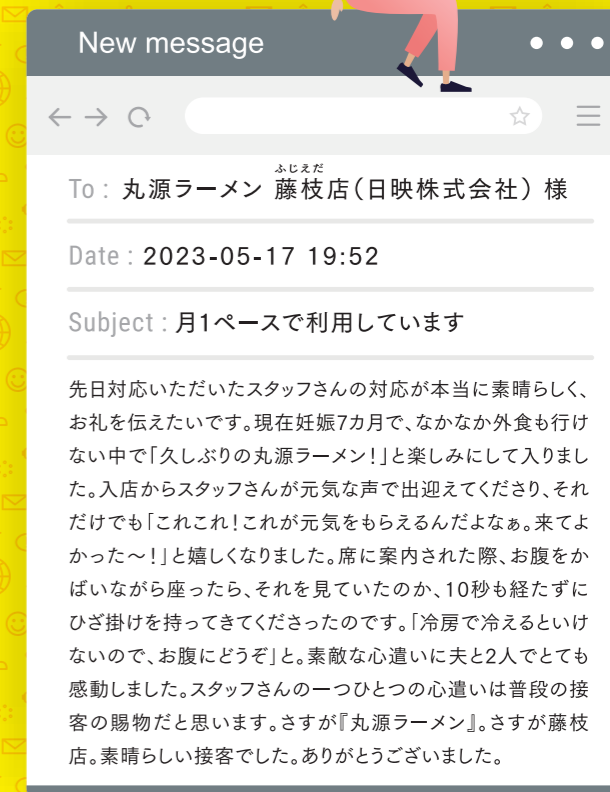 New message
To : 丸源ラーメン 藤枝店(日映株式会社) 様
ふじえだ
Date : 2023-05-17 19:52
Subject : 月1ペースで利用しています
先日対応いただいたスタッフさんの対応が本当に素晴らしく、
お礼を伝えたいです。現在妊娠7カ月で、なかなか外食も行け
ない中で「久しぶりの丸源ラーメン!」と楽しみにして入りまし
た。入店からスタッフさんが元気な声で出迎えてくださり、それ
だけでも「これこれ!これが元気をもらえるんだよなぁ。来てよ
かった〜!」と嬉しくなりました。席に案内された際、お腹をか
ばいながら座ったら、それを見ていたのか、10秒も経たずに
ひざ掛けを持ってきてくださったのです。「冷房で冷えるといけ
ないので、お腹にどうぞ」と。素敵な心遣いに夫と2人でとても
感動しました。スタッフさんの一つひとつの心遣いは普段の接
客の賜物だと思います。さすが『丸源ラーメン』。さすが藤枝
店。素晴らしい接客でした。ありがとうございました。